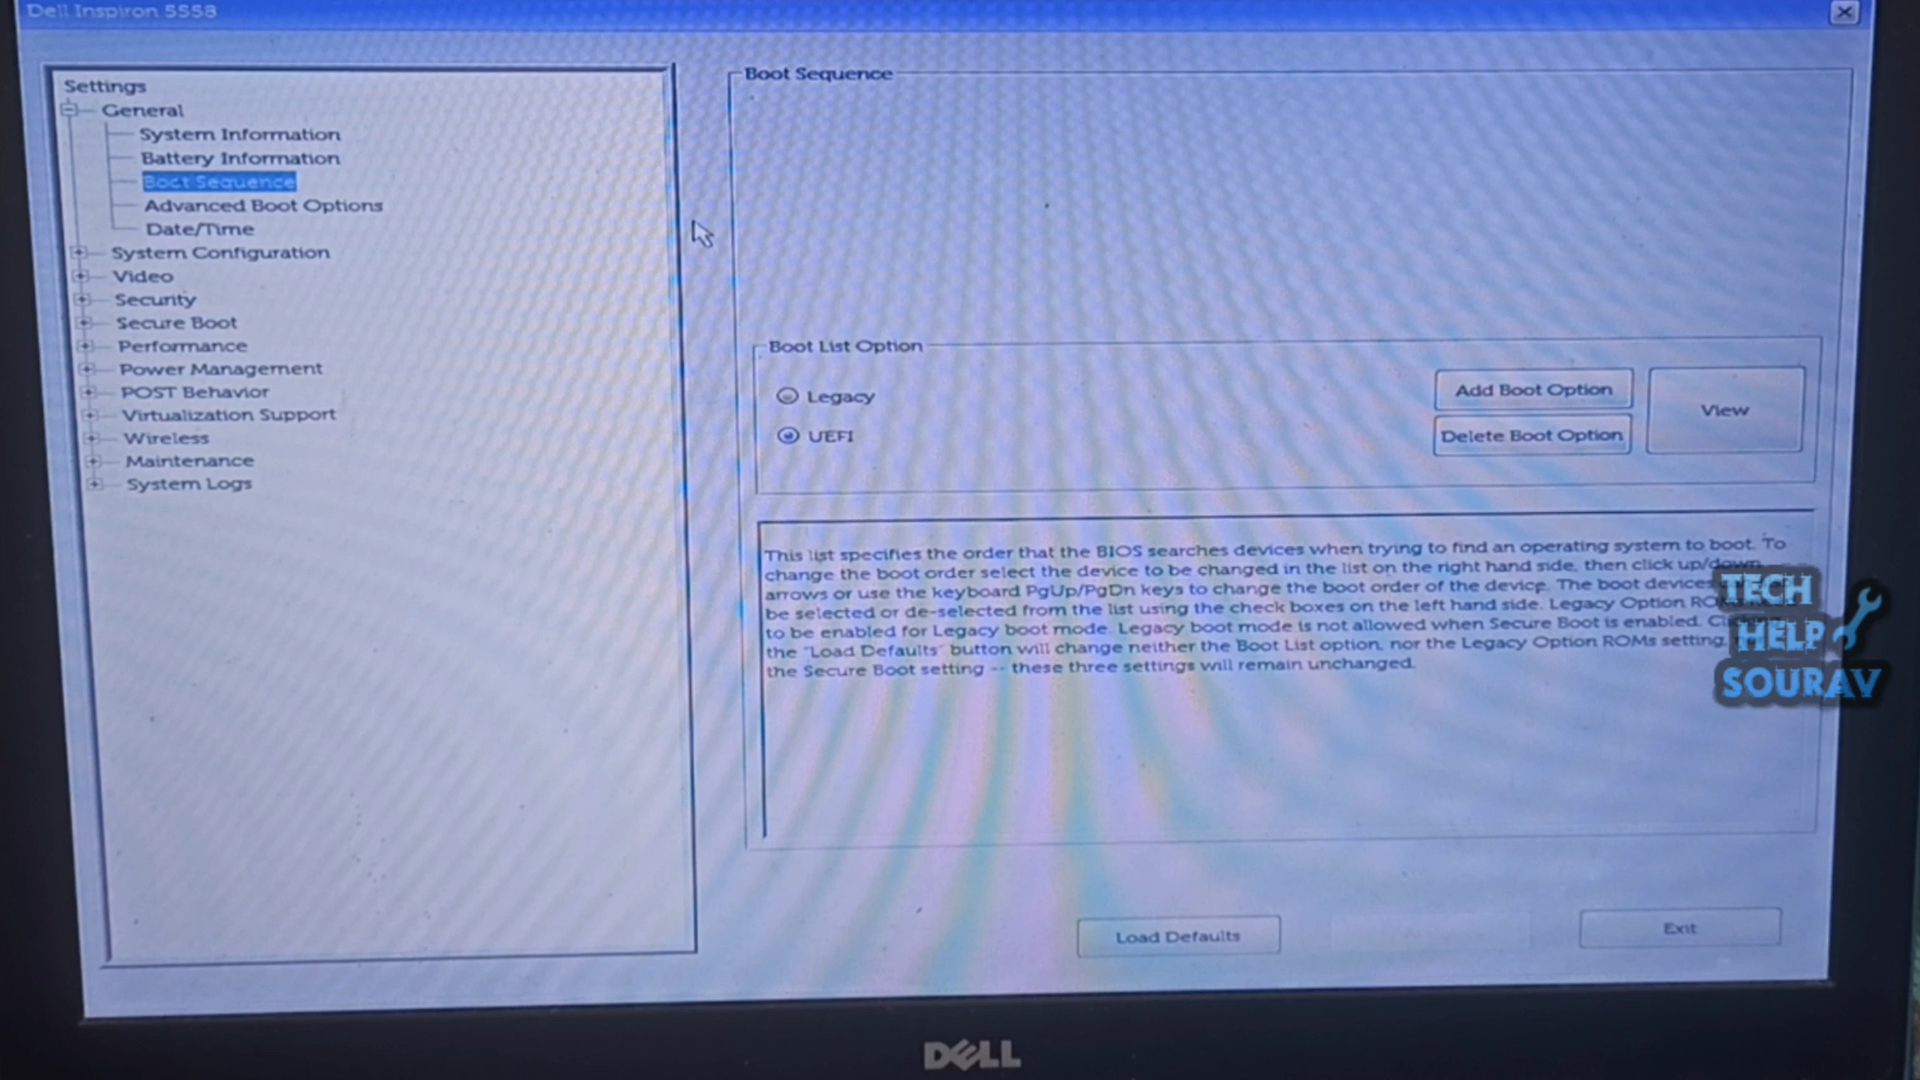 Dell Inspiron 5558
Settings
General
System Information
Battery Information
Boot Sequence
Advanced Boot Options
Date/Time
System Configuration
Video
Security
Secure Boot
Performance
Power Management
POST Behavior
Virtualization Support
Wireless
Maintenance
System Logs
Boot Sequence
Boot List Option
Legacy
UEFI
Add Boot Option
Delete Boot Option
View
This list specifies the order that the BIOS searches devices when trying to find an operating system to boot. To
change the boot order select the device to be changed in the list on the right hand side, then click up/down
arrows or use the keyboard PgUp/PgDn keys to change the boot order of the device. The boot devices
be selected or de-selected from the list using the check boxes on the left hand side. Legacy Option
to be enabled for Legacy boot mode. Legacy boot mode is not allowed when Secure Boot is enabled.
the "Load Defaults" button will change neither the Boot List option, nor the Legacy Option ROMs setting,
the Secure Boot setting -- these three settings will remain unchanged.
TECH
HELP
SOURAV
Load Defaults
Exit
DELL